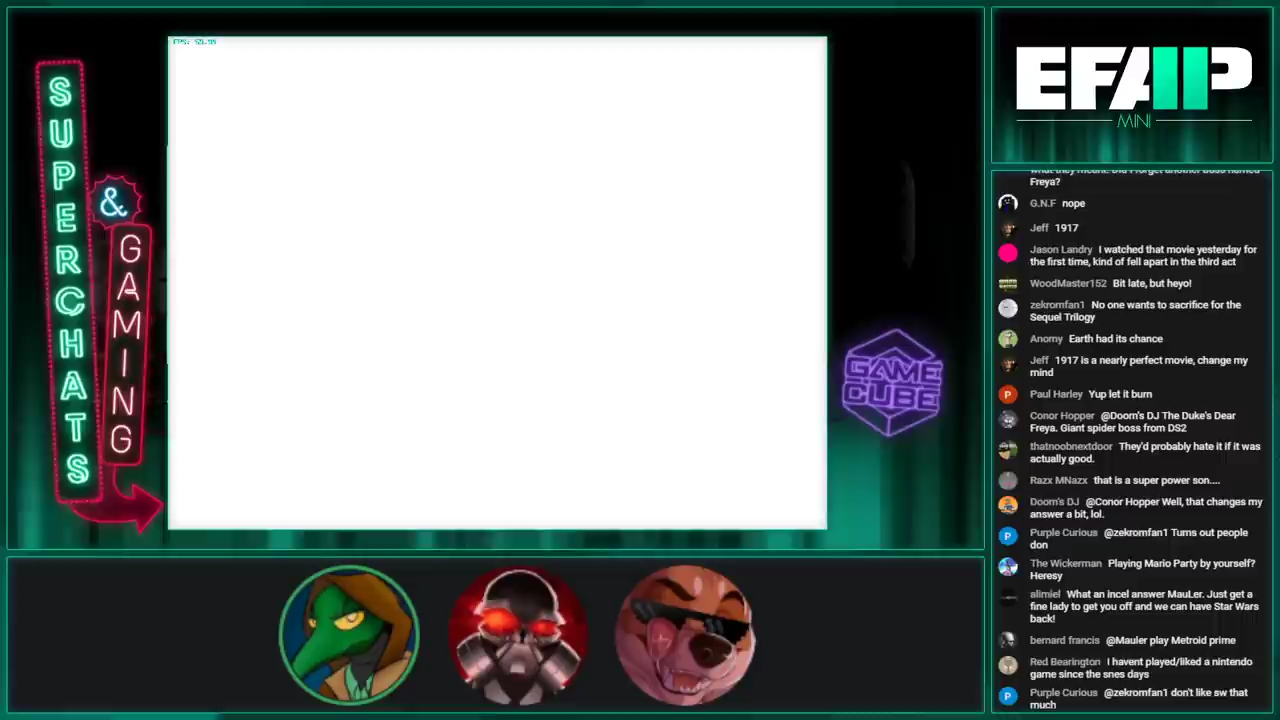 SUPERCHATS
&
GAMING
GAME
CUBE
EFAP
MINI
Freya?
G.N.F nope
Jeff 1917
Jason Landry I watched that movie yesterday for
the first time, kind of fell apart in the third act
WoodMaster152 Bit late, but heyo!
zekromfan1 No one wants to sacrifice for the
Sequel Trilogy
Anomy Earth had its chance
Jeff 1917 is a nearly perfect movie, change my
mind
P
Paul Harley Yup let it burn
Conor Hopper @Doom's DJ The Duke's Dear
Freya. Giant spider boss from DS2
thatnoobnextdoor They'd probably hate it if it was
actually good.
Razx MNazx that is a super power son....
Doom's DJ @Conor Hopper Well, that changes my
answer a bit, lol.
P
Purple Curious @zekromfan1 Turns out people
don
The Wickerman Playing Mario Party by yourself?
Heresy
alimiel What an incel answer MauLer. Just get a
fine lady to get you off and we can have Star Wars
back!
bernard francis @Mauler play Metroid prime
Red Bearington I havent played/liked a nintendo
game since the snes days
P
Purple Curious @zekromfan1 don't like sw that
much